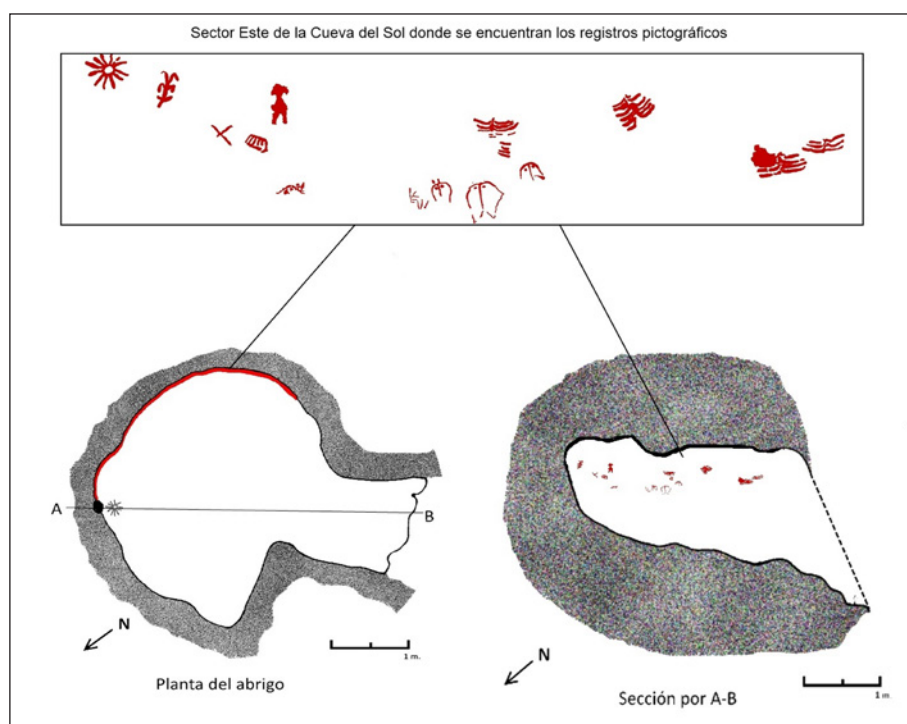 Sector Este de la Cueva del Sol donde se encuentran los registros pictográficos
A
B
N
1 m.
Planta del abrigo
N
1 m.
Sección por A-B